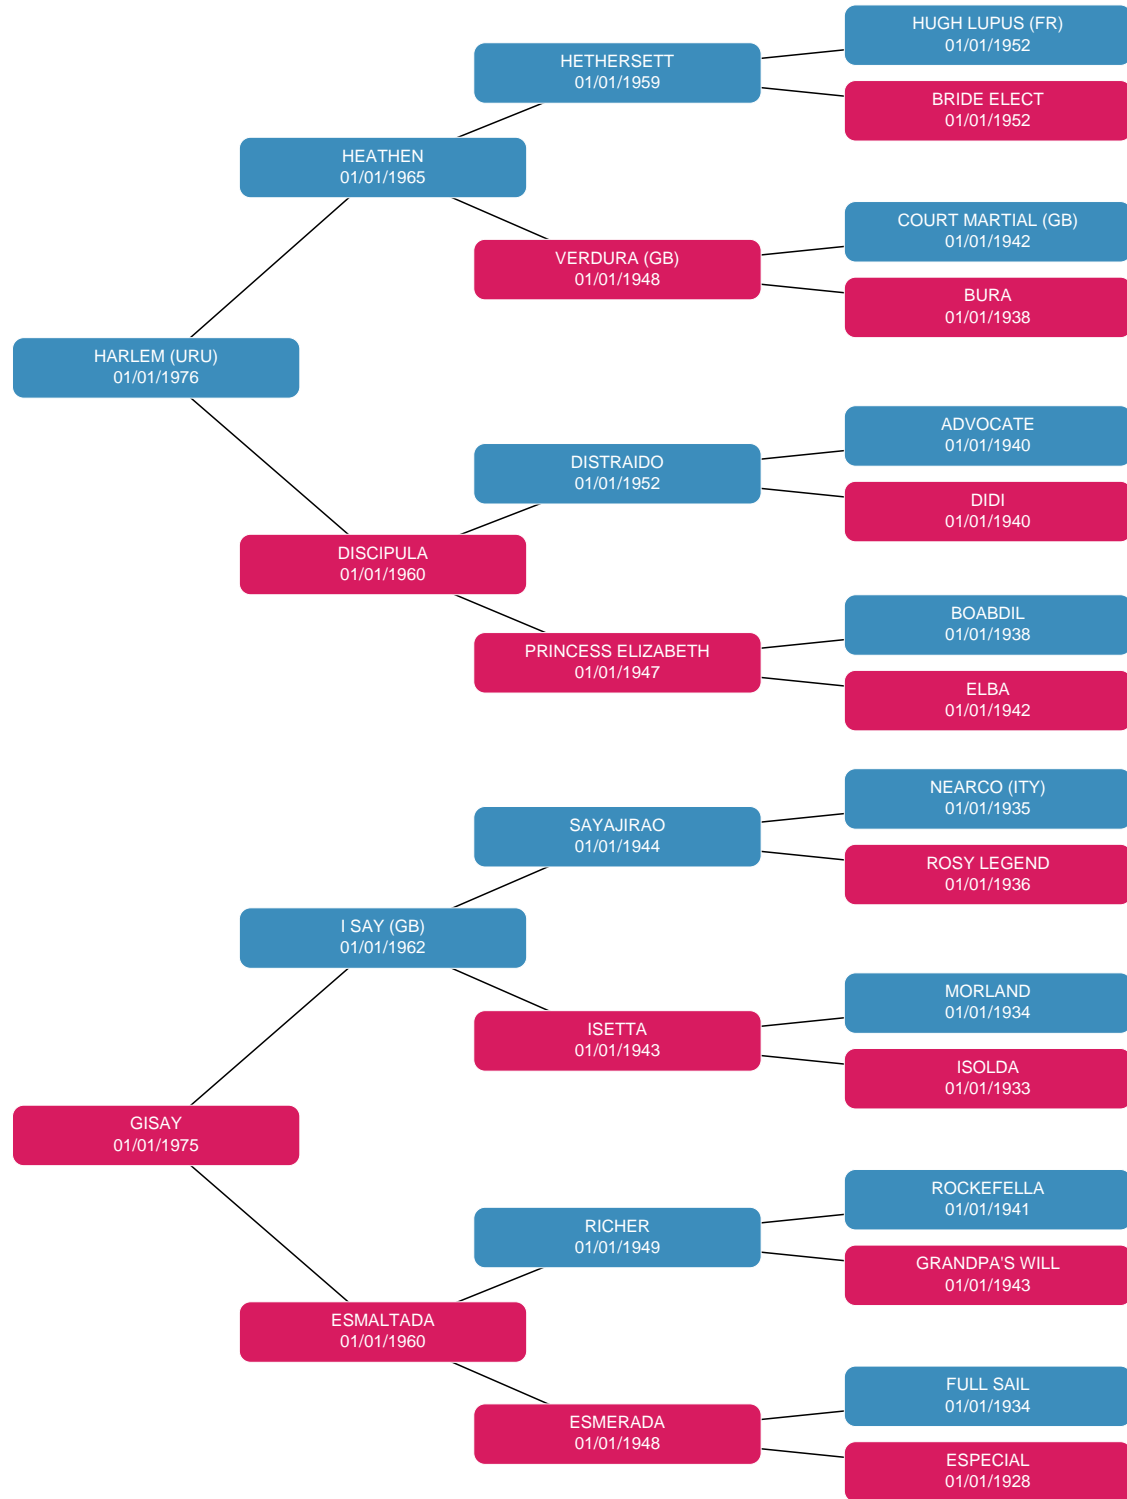 HUGH LUPUS (FR)
01/01/1952
HETHERSETT
01/01/1959
BRIDE ELECT
01/01/1952
HEATHEN
01/01/1965
COURT MARTIAL (GB)
01/01/1942
VERDURA (GB)
01/01/1948
BURA
01/01/1938
HARLEM (URU)
01/01/1976
ADVOCATE
01/01/1940
DISTRAIDO
01/01/1952
DIDI
01/01/1940
DISCIPULA
01/01/1960
BOABDIL
01/01/1938
PRINCESS ELIZABETH
01/01/1947
ELBA
01/01/1942
NEARCO (ITY)
01/01/1935
SAYAJIRAO
01/01/1944
ROSY LEGEND
01/01/1936
I SAY (GB)
01/01/1962
MORLAND
01/01/1934
ISETTA
01/01/1943
ISOLDA
01/01/1933
GISAY
01/01/1975
ROCKEFELLA
01/01/1941
RICHER
01/01/1949
GRANDPA'S WILL
01/01/1943
ESMALTADA
01/01/1960
FULL SAIL
01/01/1934
ESMERADA
01/01/1948
ESPECIAL
01/01/1928